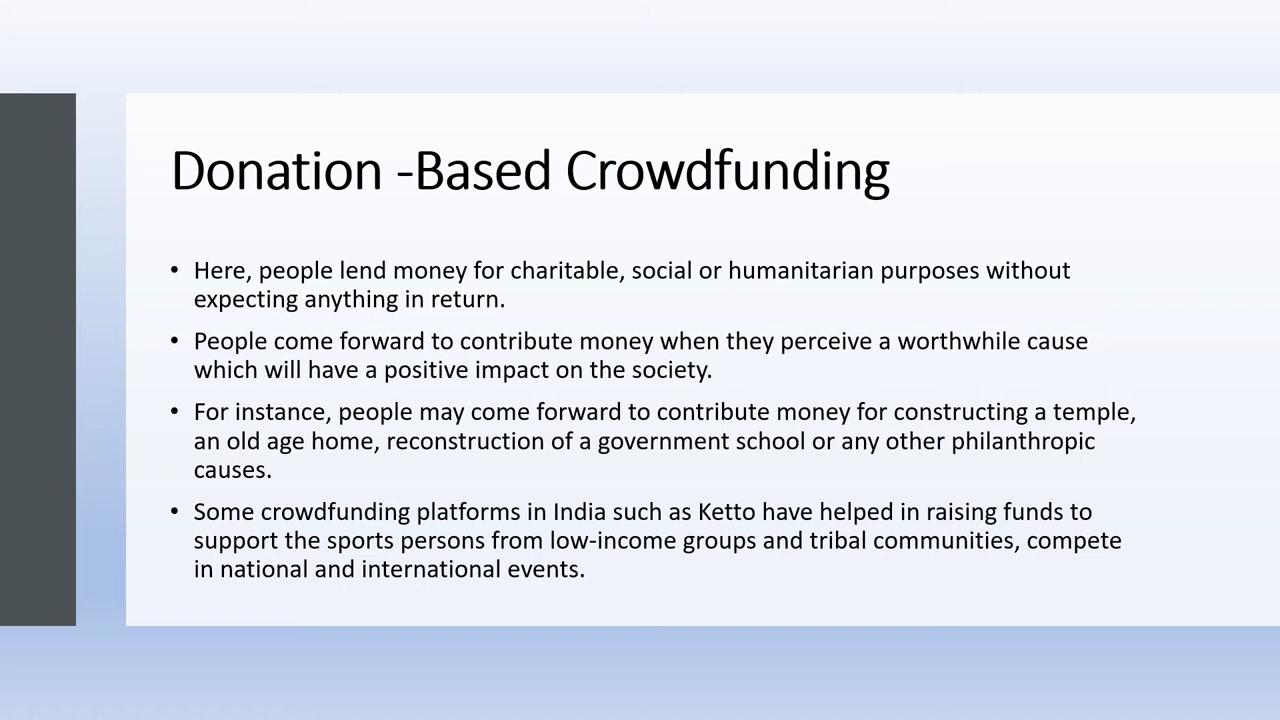 Donation -Based Crowdfunding
• Here, people lend money for charitable, social or humanitarian purposes without
expecting anything in return.
• People come forward to contribute money when they perceive a worthwhile cause
which will have a positive impact on the society.
• For instance, people may come forward to contribute money for constructing a temple,
an old age home, reconstruction of a government school or any other philanthropic
causes.
• Some crowdfunding platforms in India such as Ketto have helped in raising funds to
support the sports persons from low-income groups and tribal communities, compete
in national and international events.